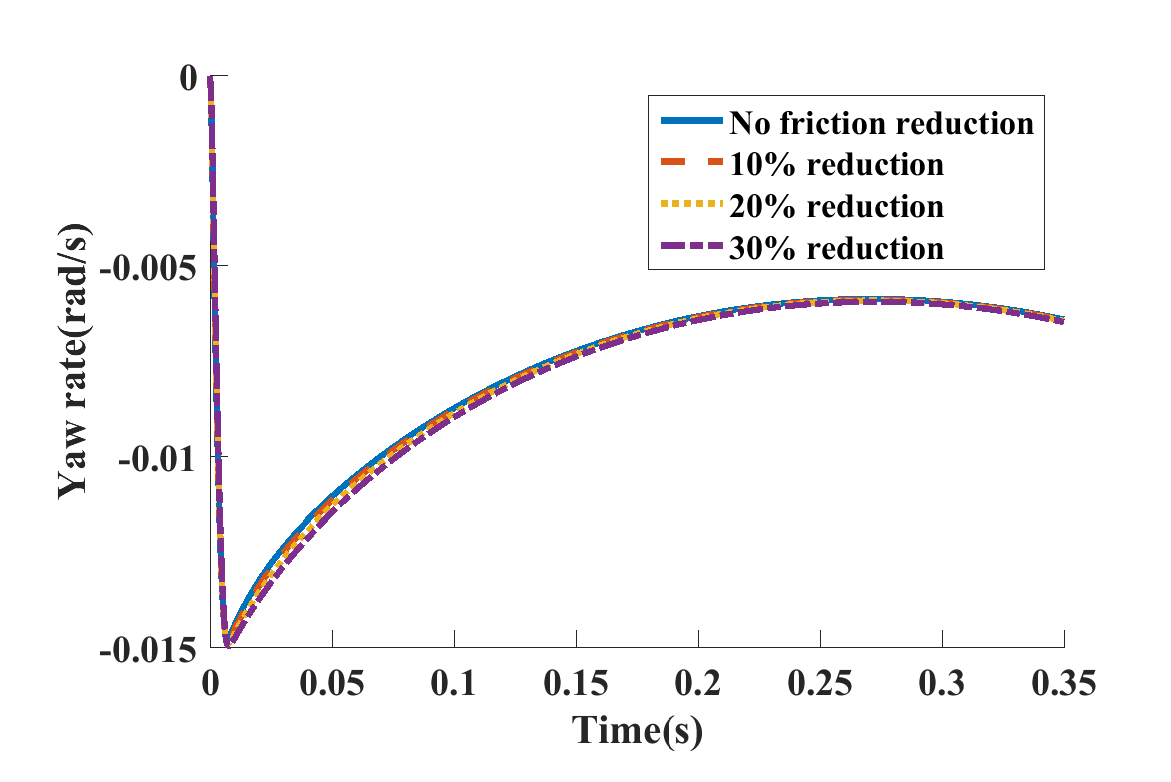 0
-0.005
-0.01
-0.015
Yaw rate(rad/s)
No friction reduction
10% reduction
20% reduction
30% reduction
0 0.05 0.1 0.15 0.2 0.25 0.3 0.35
Time(s)